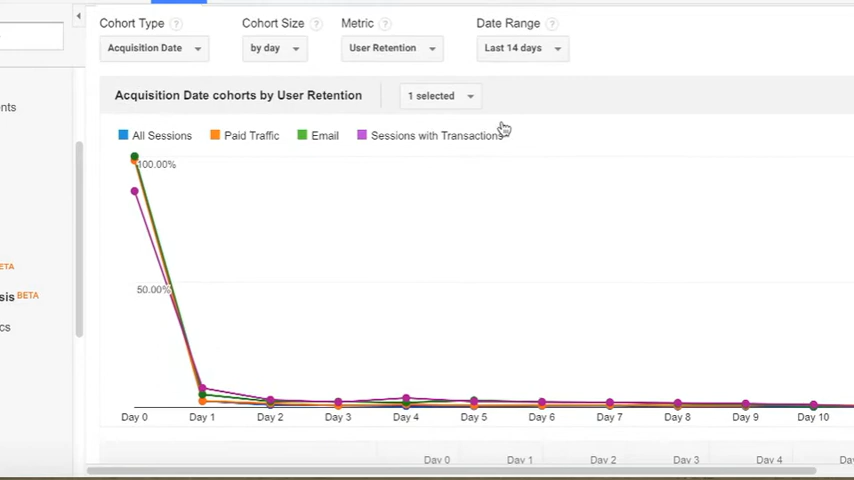 Cohort Type ? Cohort Size ? Metric ? Date Range ?
Acquisition Date by day User Retention Last 14 days
Acquisition Date cohorts by User Retention 1 selected
All Sessions Paid Traffic Email Sessions with Transactions
100.00%
50.00%
Day 0 Day 1 Day 2 Day 3 Day 4 Day 5 Day 6 Day 7 Day 8 Day 9 Day 10
Day 0 Day 1 Day 2 Day 3 Day 4
nts
ETA
sis BETA
cs